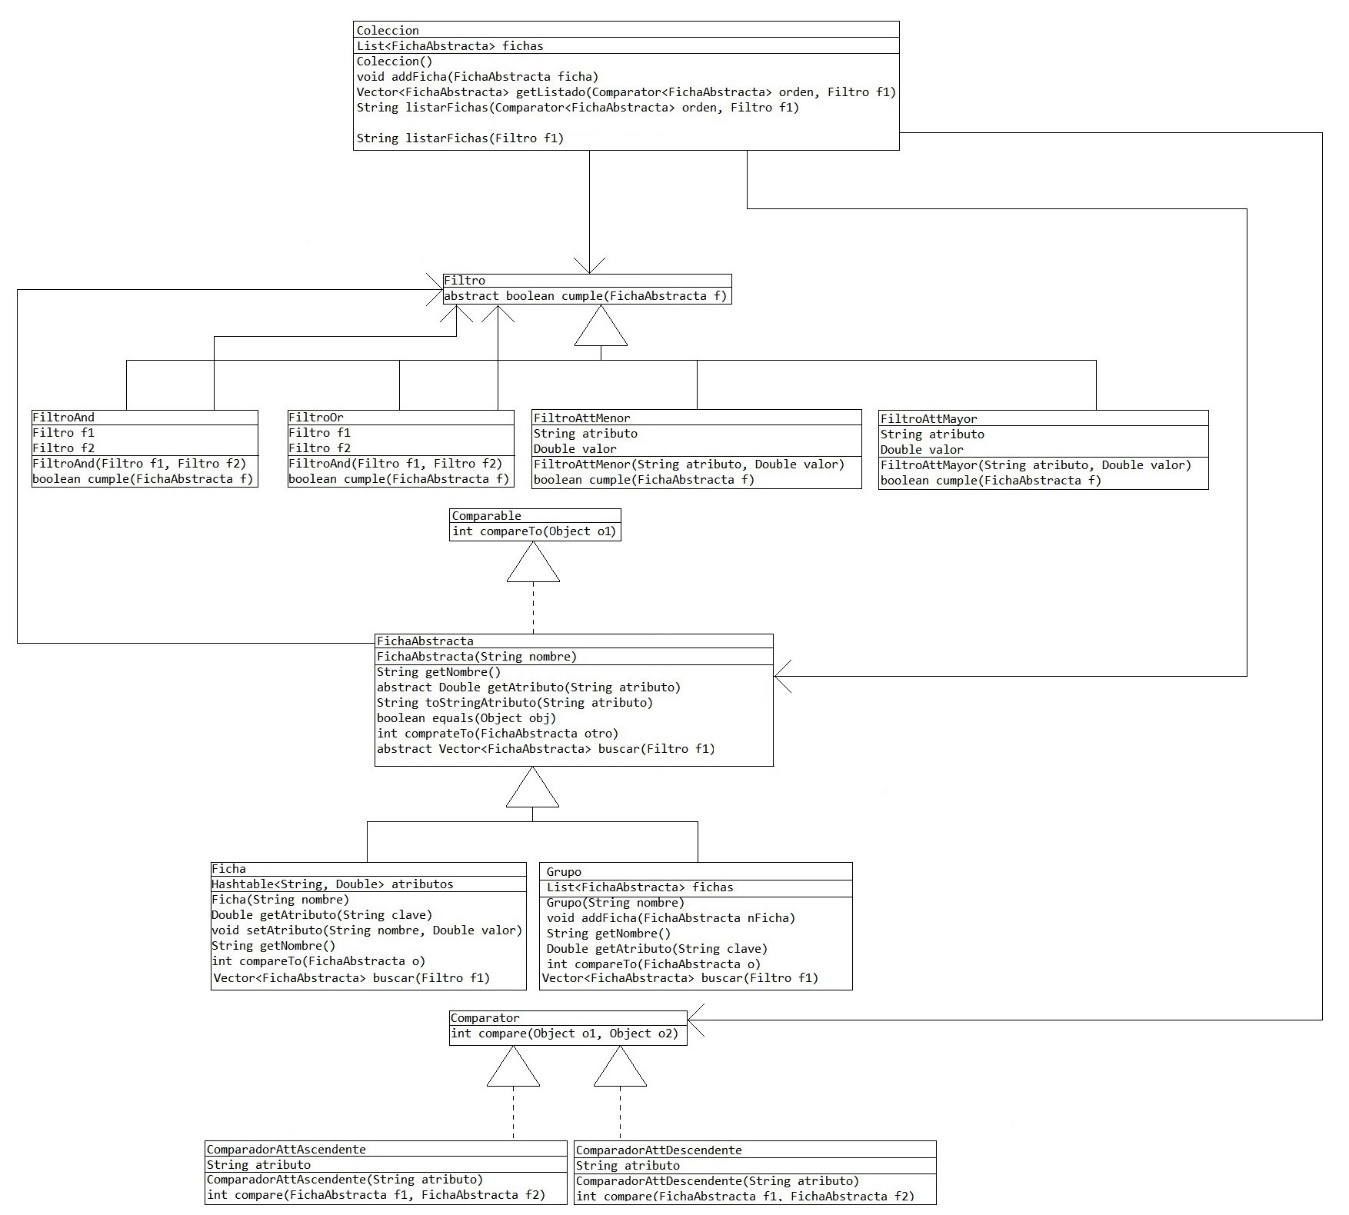 Coleccion
List<FichaAbstracta> fichas
Coleccion()
void addFicha(FichaAbstracta ficha)
Vector<FichaAbstracta> getListado(Comparator<FichaAbstracta> orden, Filtro f1)
String listarFichas(Comparator<FichaAbstracta> orden, Filtro f1)
String listarFichas(Filtro f1)
Filtro
abstract boolean cumple(FichaAbstracta f)
FiltroAnd
Filtro f1
Filtro f2
FiltroAnd(Filtro f1, Filtro f2)
boolean cumple(FichaAbstracta f)
FiltroOr
Filtro f1
Filtro f2
FiltroAnd(Filtro f1, Filtro f2)
boolean cumple(FichaAbstracta f)
FiltroAttMenor
String atributo
Double valor
FiltroAttMenor(String atributo, Double valor)
boolean cumple(FichaAbstracta f)
FiltroAttMayor
String atributo
Double valor
FiltroAttMayor(String atributo, Double valor)
boolean cumple(FichaAbstracta f)
Comparable
int compareTo(Object o1)
FichaAbstracta
FichaAbstracta(String nombre)
String getNombre()
abstract Double getAtributo(String atributo)
String toStringAtributo(String atributo)
boolean equals(Object obj)
int comprateTo(FichaAbstracta otro)
abstract Vector<FichaAbstracta> buscar(Filtro f1)
Ficha
Hashtable<String, Double> atributos
Ficha(String nombre)
Double getAtributo(String clave)
void setAtributo(String nombre, Double valor)
String getNombre()
int compareTo(FichaAbstracta o)
Vector<FichaAbstracta> buscar(Filtro f1)
Grupo
List<FichaAbstracta> fichas
Grupo(String nombre)
void addFicha(FichaAbstracta nFicha)
String getNombre()
Double getAtributo(String clave)
int compareTo(FichaAbstracta o)
Vector<FichaAbstracta> buscar(Filtro f1)
Comparator
int compare(Object o1, Object o2)
ComparadorAttAscendente
String atributo
ComparadorAttAscendente(String atributo)
int compare(FichaAbstracta f1, FichaAbstracta f2)
ComparadorAttDescendente
String atributo
ComparadorAttDescendente(String atributo)
int compare(FichaAbstracta f1, FichaAbstracta f2)